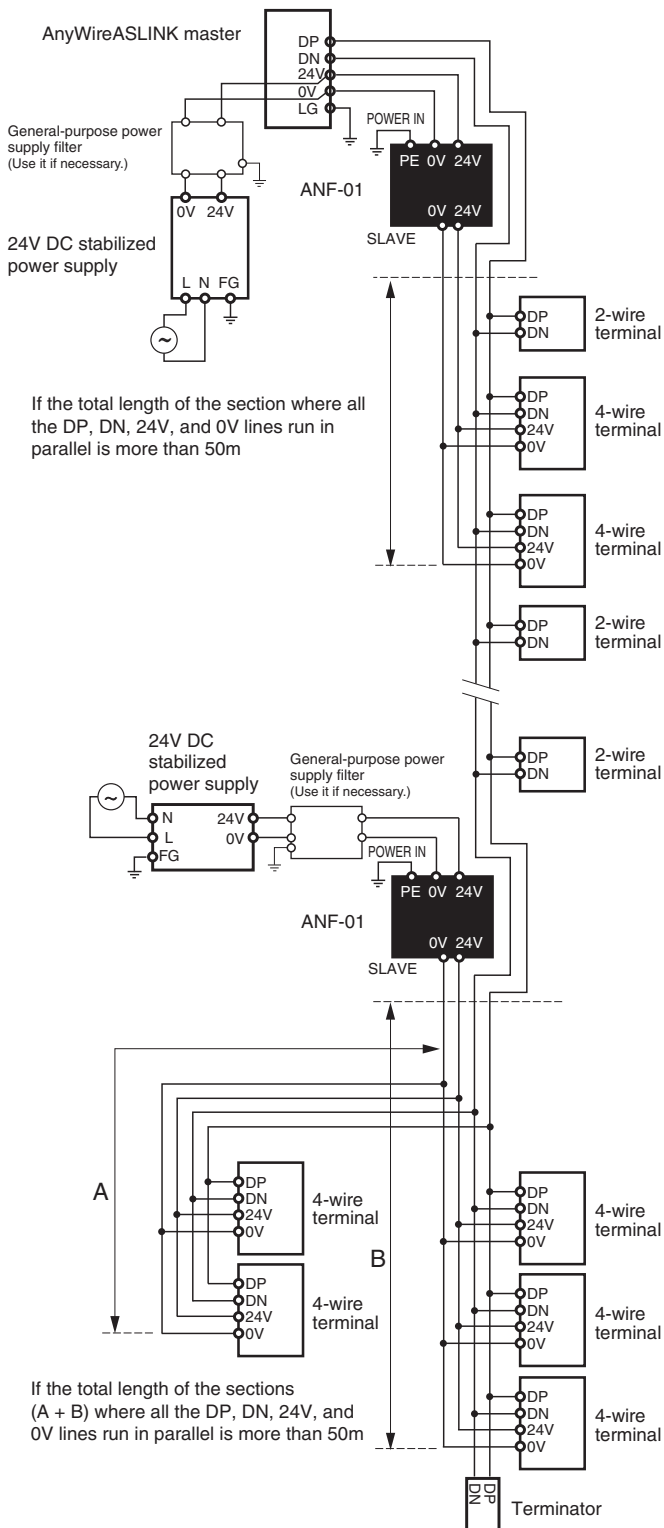 AnyWireASLINK master
DP
DN
24V
0V
LG
General-purpose power
supply filter
(Use it if necessary.)
POWER IN
PE 0V 24V
ANF-01
0V 24V
SLAVE
0V 24V
24V DC stabilized
power supply
L N FG
~
If the total length of the section where all
the DP, DN, 24V, and 0V lines run in
parallel is more than 50m
DP
DN
2-wire
terminal
DP
DN
24V
0V
4-wire
terminal
DP
DN
24V
0V
4-wire
terminal
DP
DN
2-wire
terminal
DP
DN
2-wire
terminal
24V DC
stabilized
power supply
~
N
L
FG
24V
0V
General-purpose power
supply filter
(Use it if necessary.)
POWER IN
PE 0V 24V
ANF-01
0V 24V
SLAVE
A
B
DP
DN
24V
0V
4-wire
terminal
DP
DN
24V
0V
4-wire
terminal
DP
DN
24V
0V
4-wire
terminal
DP
DN
24V
0V
4-wire
terminal
DP
DN
24V
0V
4-wire
terminal
If the total length of the sections
(A + B) where all the DP, DN, 24V, and
0V lines run in parallel is more than 50m
DP
DN
Terminator